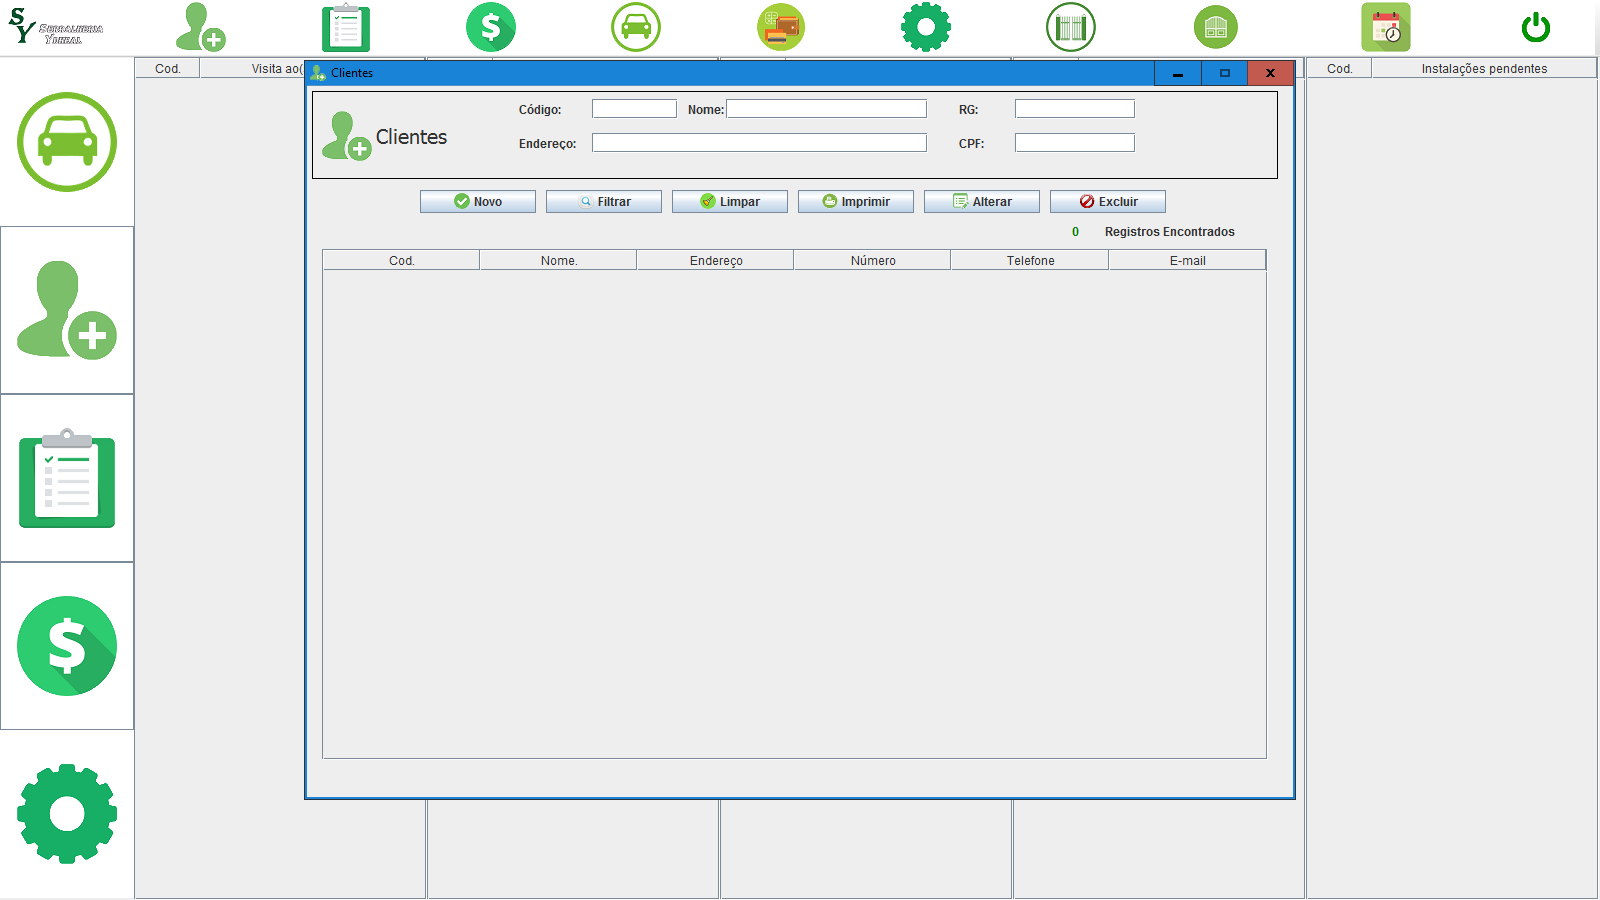 SY Serralheria
Yhezal
Cod. Visita ao(
Cod. Instalações pendentes
Clientes
Clientes
Código: Nome: RG:
Endereço: CPF:
Novo Filtrar Limpar Imprimir Alterar Excluir
0 Registros Encontrados
Cod. Nome. Endereço Número Telefone E-mail